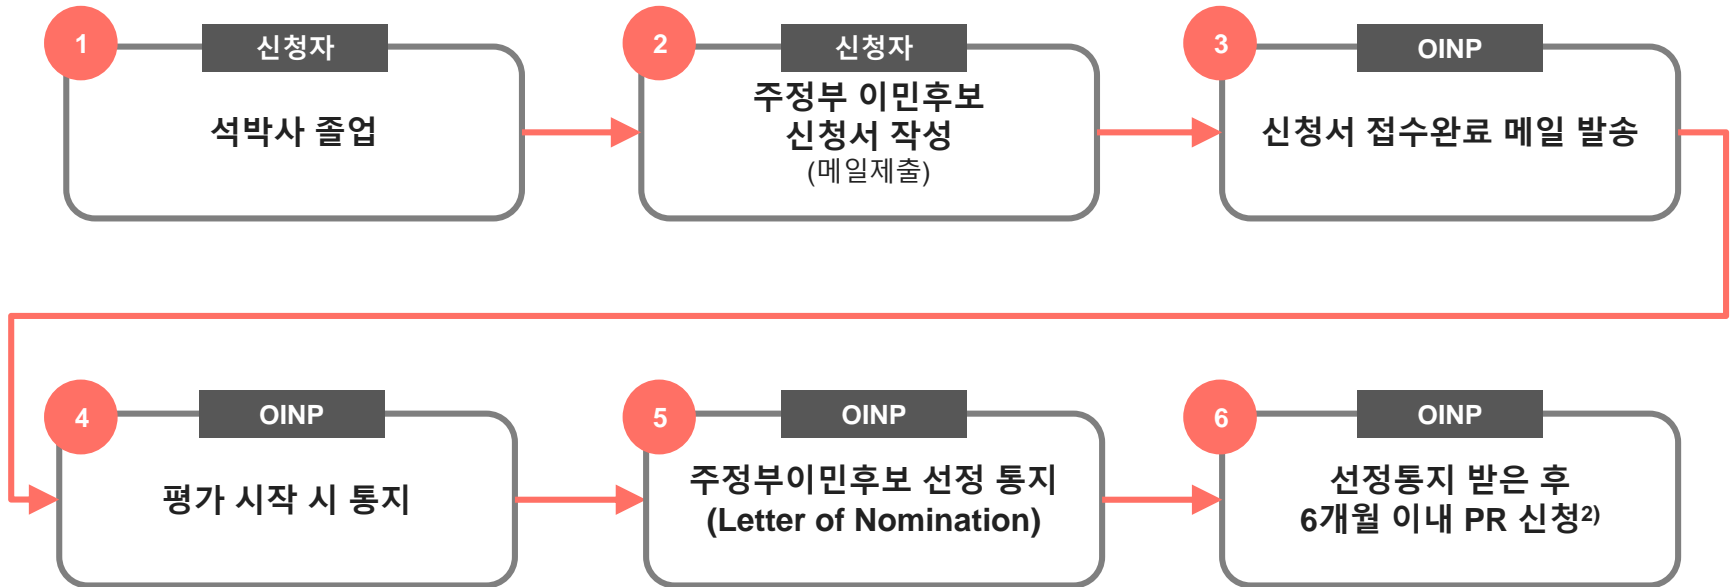 1
신청자
석박사 졸업
2
신청자
주정부 이민후보
신청서 작성
(메일제출)
3
OINP
신청서 접수완료 메일 발송
4
OINP
평가 시작 시 통지
5
OINP
주정부이민후보 선정 통지
(Letter of Nomination)
6
OINP
선정통지 받은 후
6개월 이내 PR 신청2)